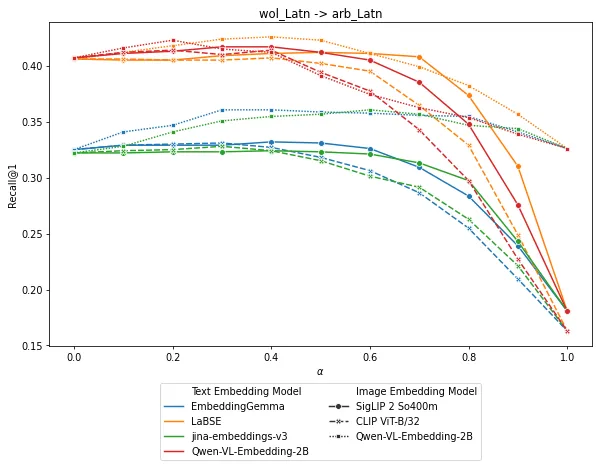 wol_Latn -> arb_Latn
Recall@1
0.40
0.35
0.30
0.25
0.20
0.15
0.0
0.2
0.4
0.6
0.8
1.0
α
Text Embedding Model
EmbeddingGemma
LaBSE
jina-embeddings-v3
Qwen-VL-Embedding-2B
Image Embedding Model
SigLIP 2 So400m
CLIP ViT-B/32
Qwen-VL-Embedding-2B